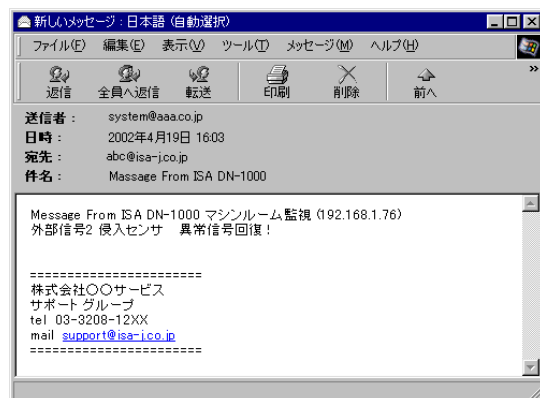 新しいメッセージ : 日本語 (自動選択)
ファイル(F) 編集(E) 表示(V) ツール(T) メッセージ(M) ヘルプ(H)
返信 全員へ返信 転送 印刷 削除 前へ »
送信者 : system@aaa.co.jp
日時 : 2002年4月19日 16:03
宛先 : abc@isa-j.co.jp
件名 : Massage From ISA DN-1000
Message From ISA DN-1000 マシンルーム監視 (192.168.1.76)
外部信号2 侵入センサ 異常信号回復!
=======================
株式会社〇〇サービス
サポートグループ
tel 03-3208-12XX
mail support@isa-j.co.jp
=======================